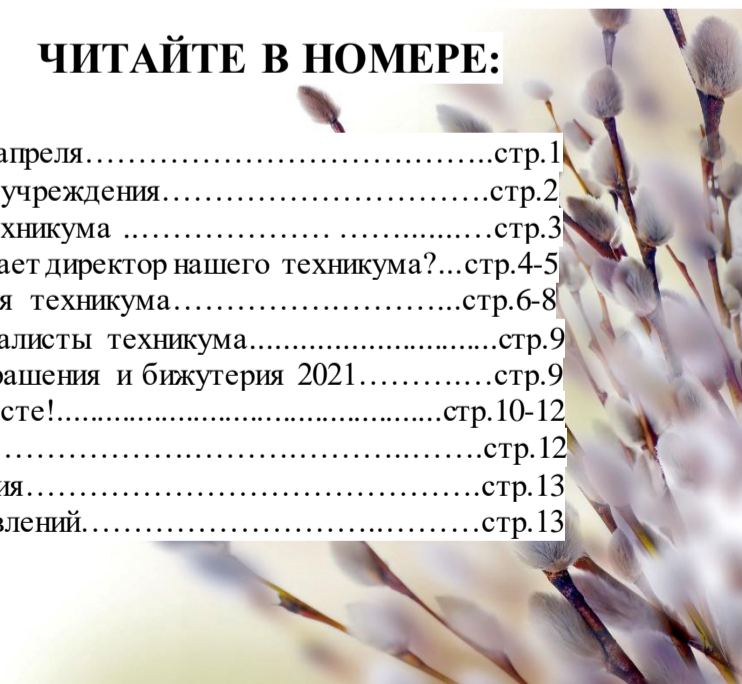 ЧИТАЙТЕ В НОМЕРЕ:
апреля……………………………….…..стр.1
учреждения…………………………стр.2
хникума ..……………… …….......…стр.3
ает директор нашего техникума?...стр.4-5
я техникума……………………...стр.6-8
алисты техникума...............................стр.9
рашения и бижутерия 2021…………стр.9
сте!................................................стр.10-12
………………………..……..……стр.12
ия……………………………………стр.13
влений………………………..………стр.13